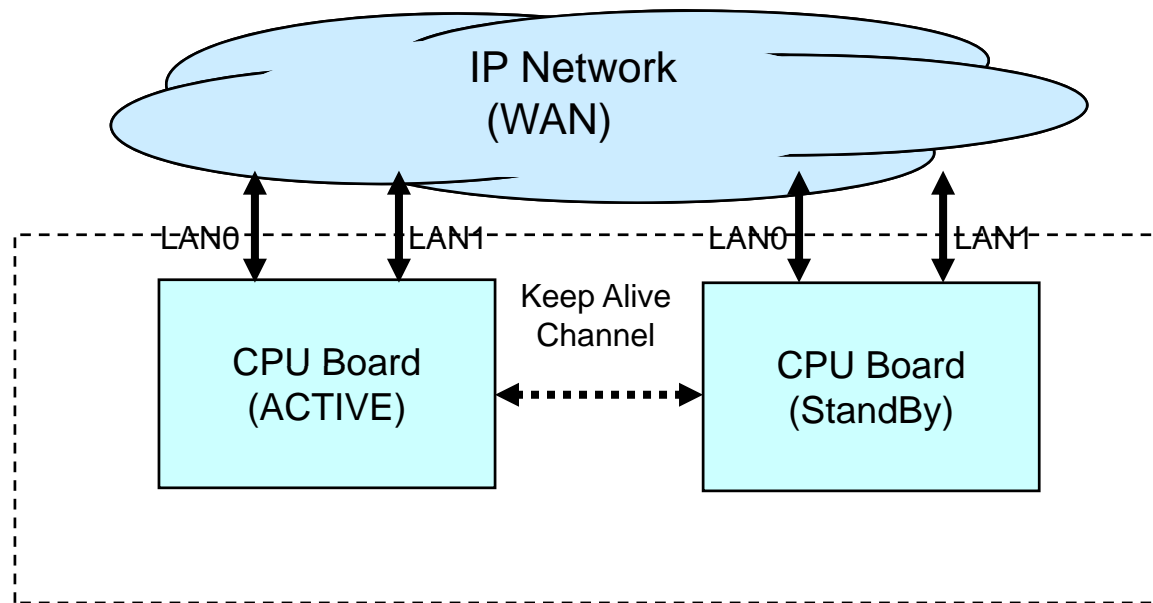 IP Network
(WAN)
LAN0
LAN1
LAN0
LAN1
Keep Alive
Channel
CPU Board
(ACTIVE)
CPU Board
(StandBy)